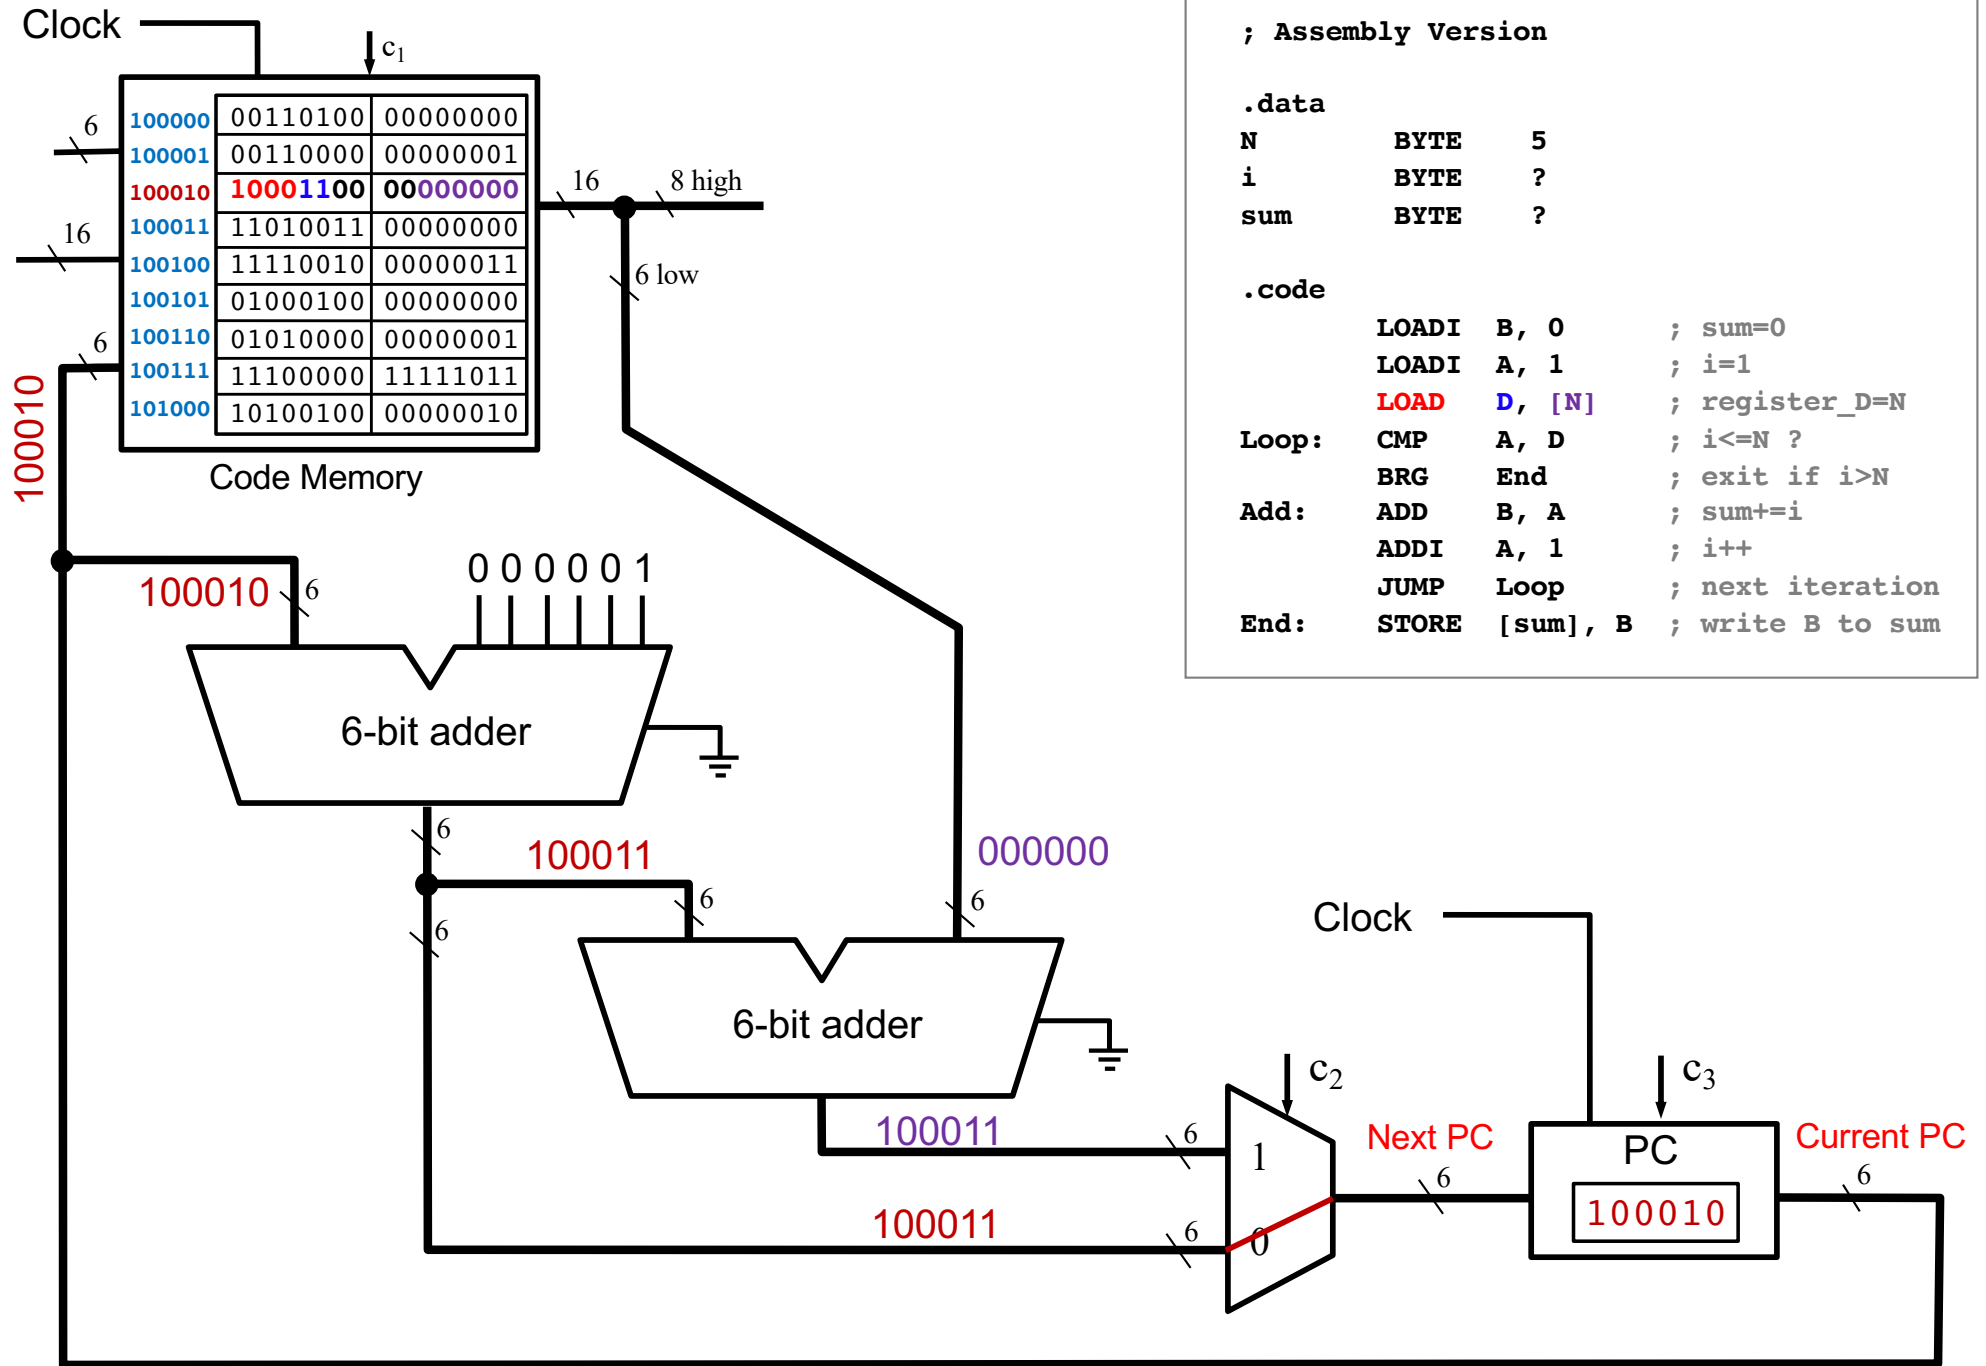 Clock
c1
6
16
6
100000 00110100 00000000
100001 00110000 00000001
100010 10001100 00000000
100011 11010011 00000000
100100 11110010 00000011
100101 01000100 00000000
100110 01010000 00000001
100111 11100000 11111011
101000 10100100 00000010
Code Memory
16
8 high
6 low
100010
; Assembly Version
.data
N BYTE 5
i BYTE ?
sum BYTE ?
.code
LOADI B, 0 ; sum=0
LOADI A, 1 ; i=1
LOAD D, [N] ; register_D=N
Loop: CMP A, D ; i<=N ?
BRG End ; exit if i>N
Add: ADD B, A ; sum+=i
ADDI A, 1 ; i++
JUMP Loop ; next iteration
End: STORE [sum], B ; write B to sum
100010
6
0 0 0 0 0 1
6-bit adder
6
100011
6
6
000000
6
6-bit adder
100011
6
100011
6
1
0
c2
Next PC
6
Clock
c3
PC
100010
Current PC
6